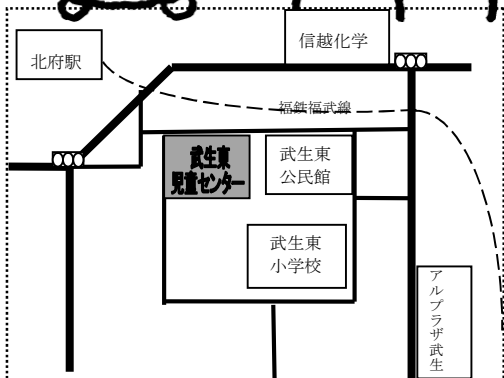 信越化学
北府駅
福鉄福武線
武生東
児童センター
武生東
公民館
武生東
小学校
アルプラザ武生